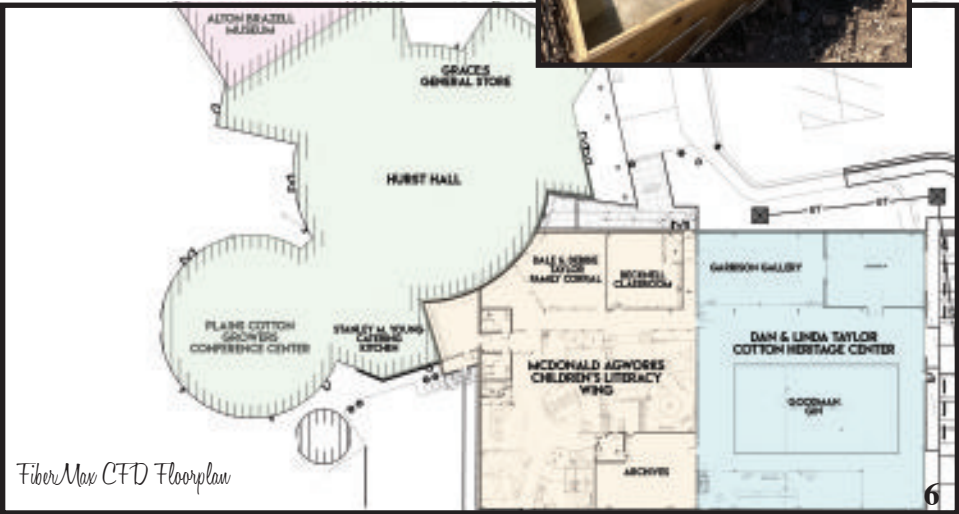 ALTON BRAZELL
MUSEUM
GRACE'S
GENERAL STORE
HURST HALL
DALE & DEBBIE
TAYLOR
FAMILY CORRAL
BECKNELL
CLASSROOM
GARRISON GALLERY
PLAINS COTTON
GROWERS
CONFERENCE CENTER
STANLEY M. YOUNG
CATERING
KITCHEN
DAN & LINDA TAYLOR
COTTON HERITAGE CENTER
MCDONALD AGWORKS
CHILDREN'S LITERACY
WING
GOODMAN
GIN
ARCHIVES
FiberMax CFD Floorplan
6